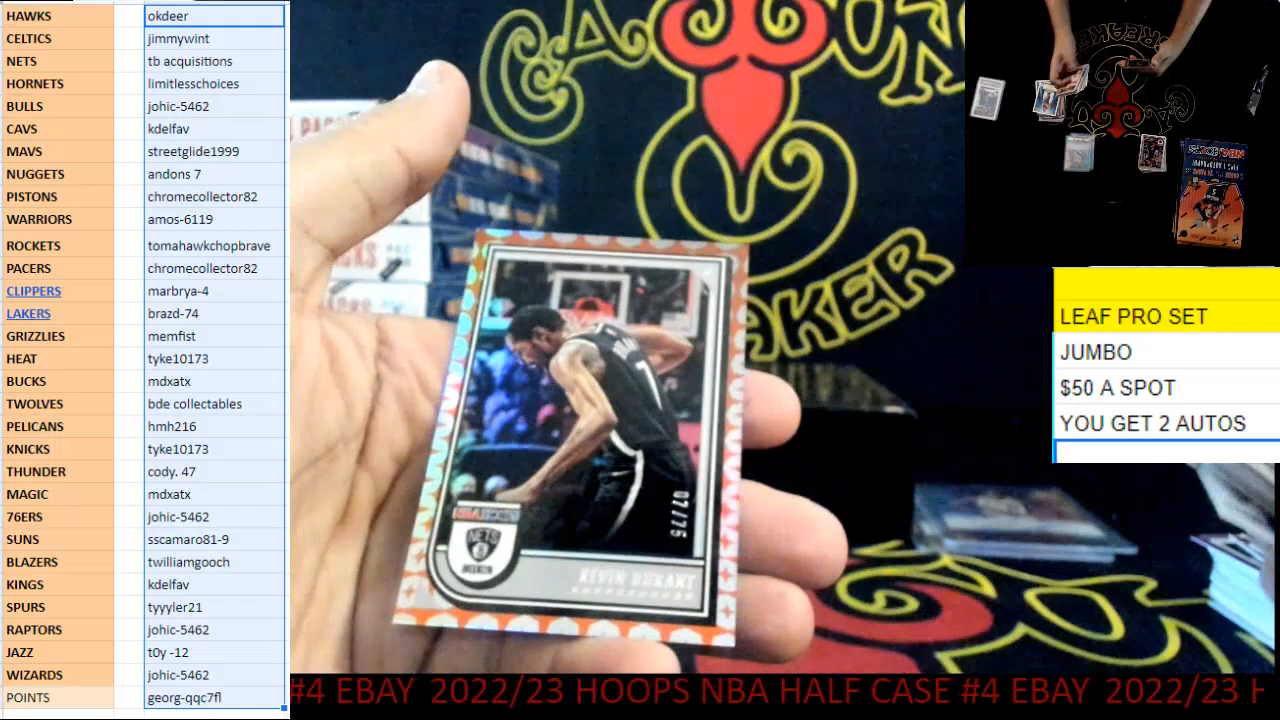 HAWKS okdeer
CELTICS jimmywint
NETS tb acquisitions
HORNETS limitlesschoices
BULLS johic-5462
CAVS kdelfav
MAVS streetglide1999
NUGGETS andons 7
PISTONS chromecollector82
WARRIORS amos-6119
ROCKETS tomahawkchopbrave
PACERS chromecollector82
CLIPPERS marbrya-4
LAKERS brazd-74
GRIZZLIES memfist
HEAT tyke10173
BUCKS mdxatx
TWOLVES bde collectables
PELICANS hmh216
KNICKS tyke10173
THUNDER cody. 47
MAGIC mdxatx
76ERS johic-5462
SUNS sscamaro81-9
BLAZERS twilliamgooch
KINGS kdelfav
SPURS tyyyler21
RAPTORS johic-5462
JAZZ t0y -12
WIZARDS johic-5462
POINTS georg-qqc7fl
BREAKER
NBA HOOPS
NETS
07/75
KEVIN DURANT
LEAF PRO SET
JUMBO
$50 A SPOT
YOU GET 2 AUTOS
#4 EBAY 2022/23 HOOPS NBA HALF CASE #4 EBAY 2022/23 H